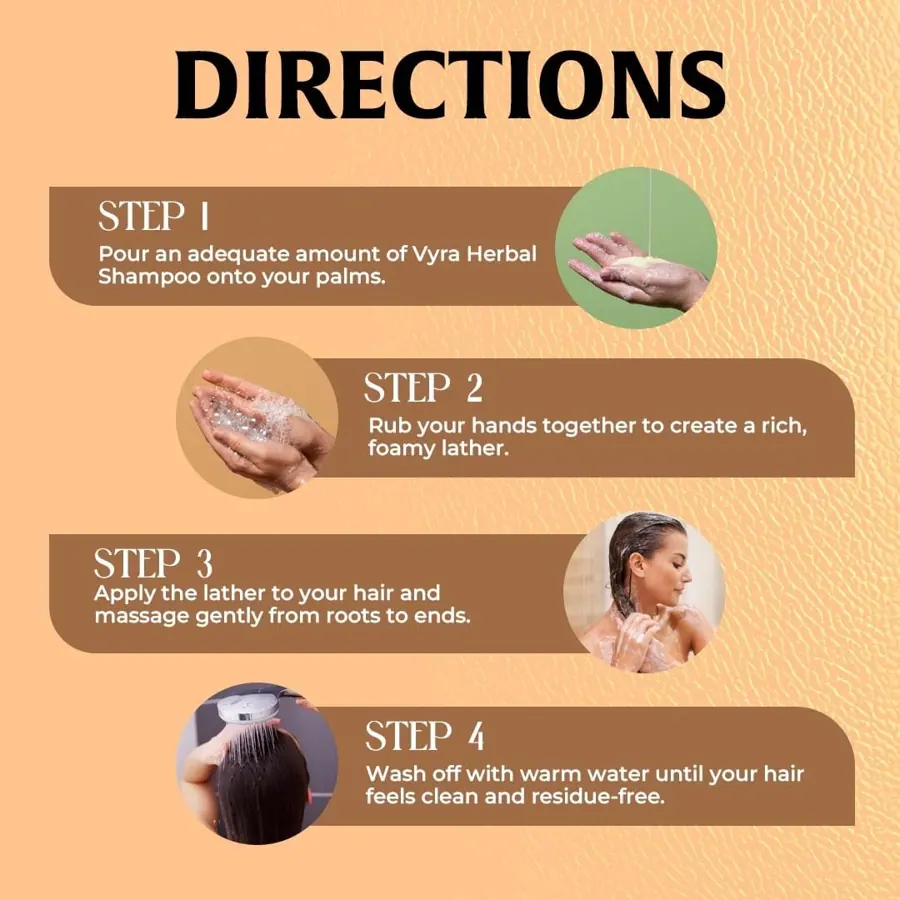 DIRECTIONS
STEP 1
Pour an adequate amount of Vyra Herbal
Shampoo onto your palms.
STEP 2
Rub your hands together to create a rich,
foamy lather.
STEP 3
Apply the lather to your hair and
massage gently from roots to ends.
STEP 4
Wash off with warm water until your hair
feels clean and residue-free.